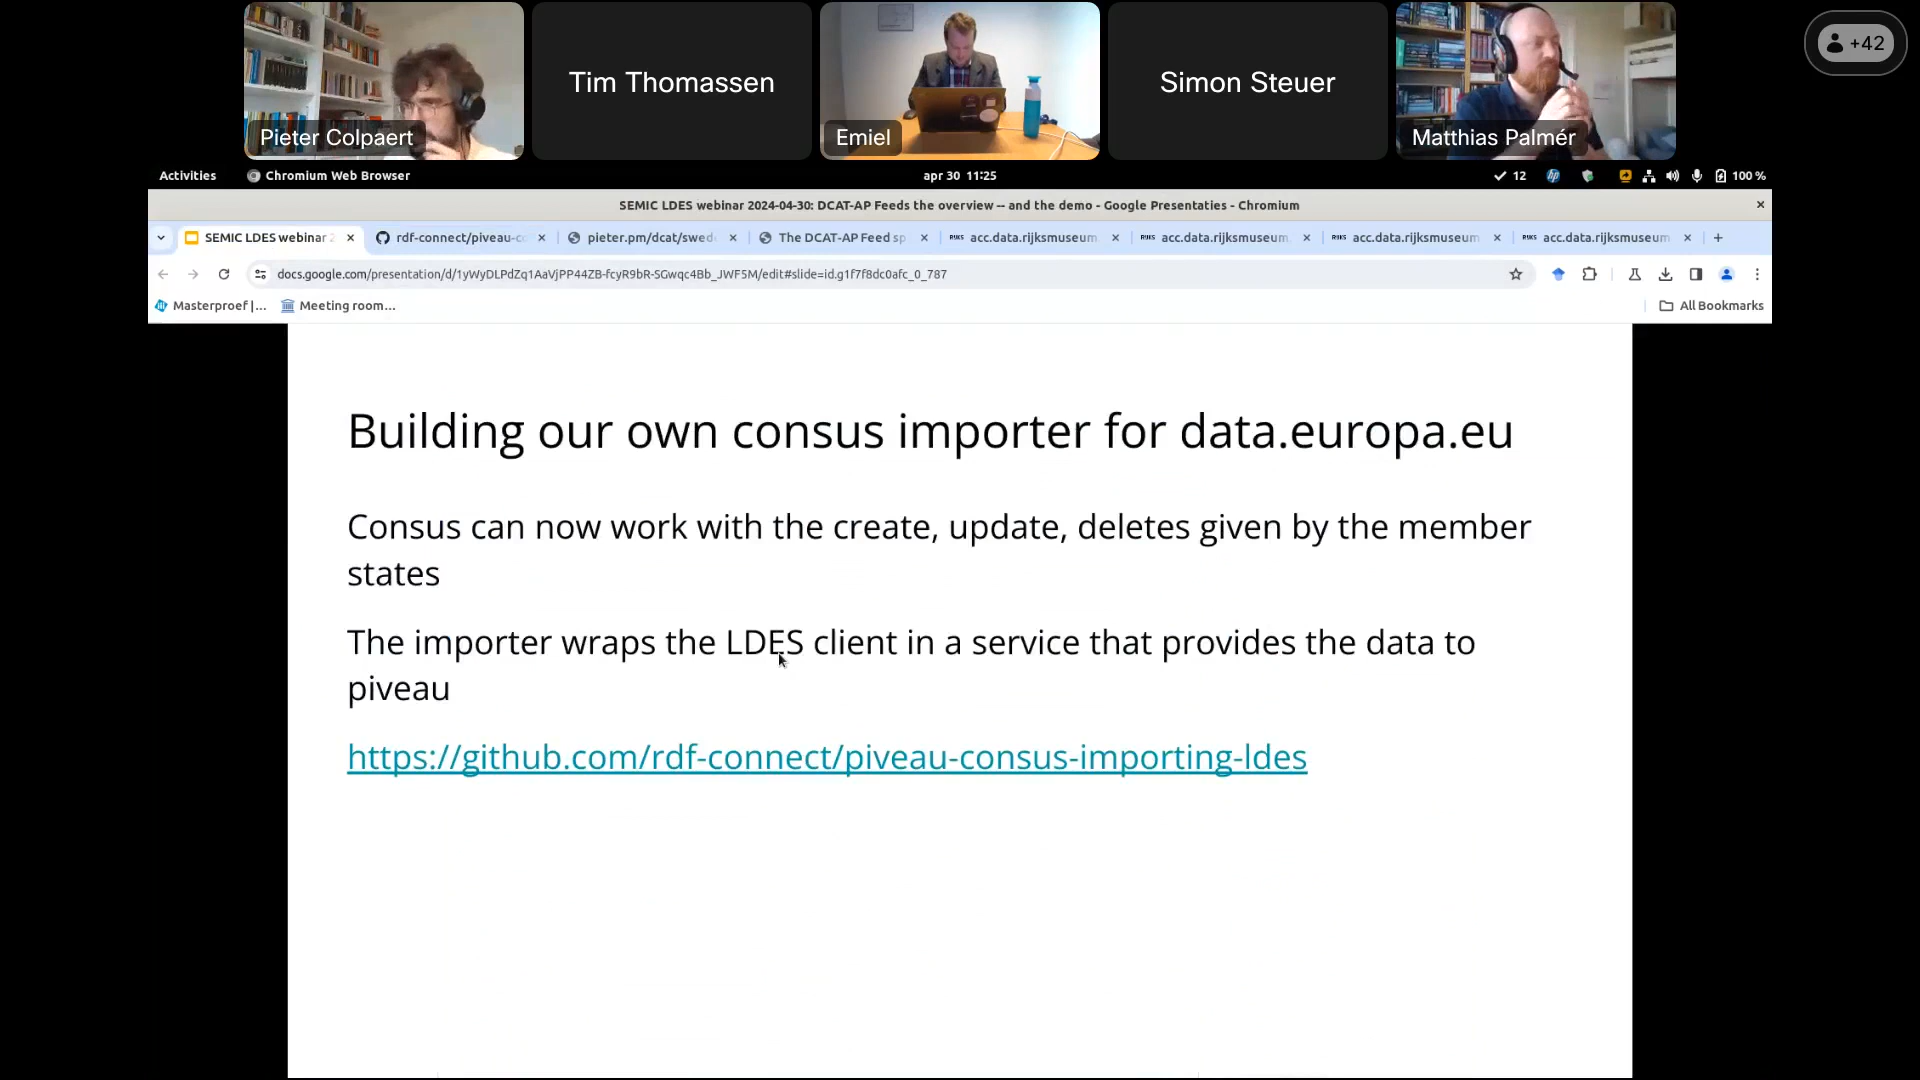 Pieter Colpaert
Tim Thomassen
Emiel
Simon Steuer
Matthias Palmér
+42
Activities
Chromium Web Browser
apr 30 11:25
12
100 %
SEMIC LDES webinar 2024-04-30: DCAT-AP Feeds the overview -- and the demo - Google Presentaties - Chromium
SEMIC LDES webinar 2
rdf-connect/piveau-co
pieter.pm/dcat/swed
The DCAT-AP Feed sp
acc.data.rijksmuseum
acc.data.rijksmuseum.
acc.data.rijksmuseum
acc.data.rijksmuseum
docs.google.com/presentation/d/1yWyDLPdZq1AaVjPP44ZB-fcyR9bR-SGwqc4Bb_JWF5M/edit#slide=id.g1f7f8dc0afc_0_787
Masterproef |...
Meeting room...
All Bookmarks
Building our own consus importer for data.europa.eu
Consus can now work with the create, update, deletes given by the member
states
The importer wraps the LDES client in a service that provides the data to
piveau
https://github.com/rdf-connect/piveau-consus-importing-ldes